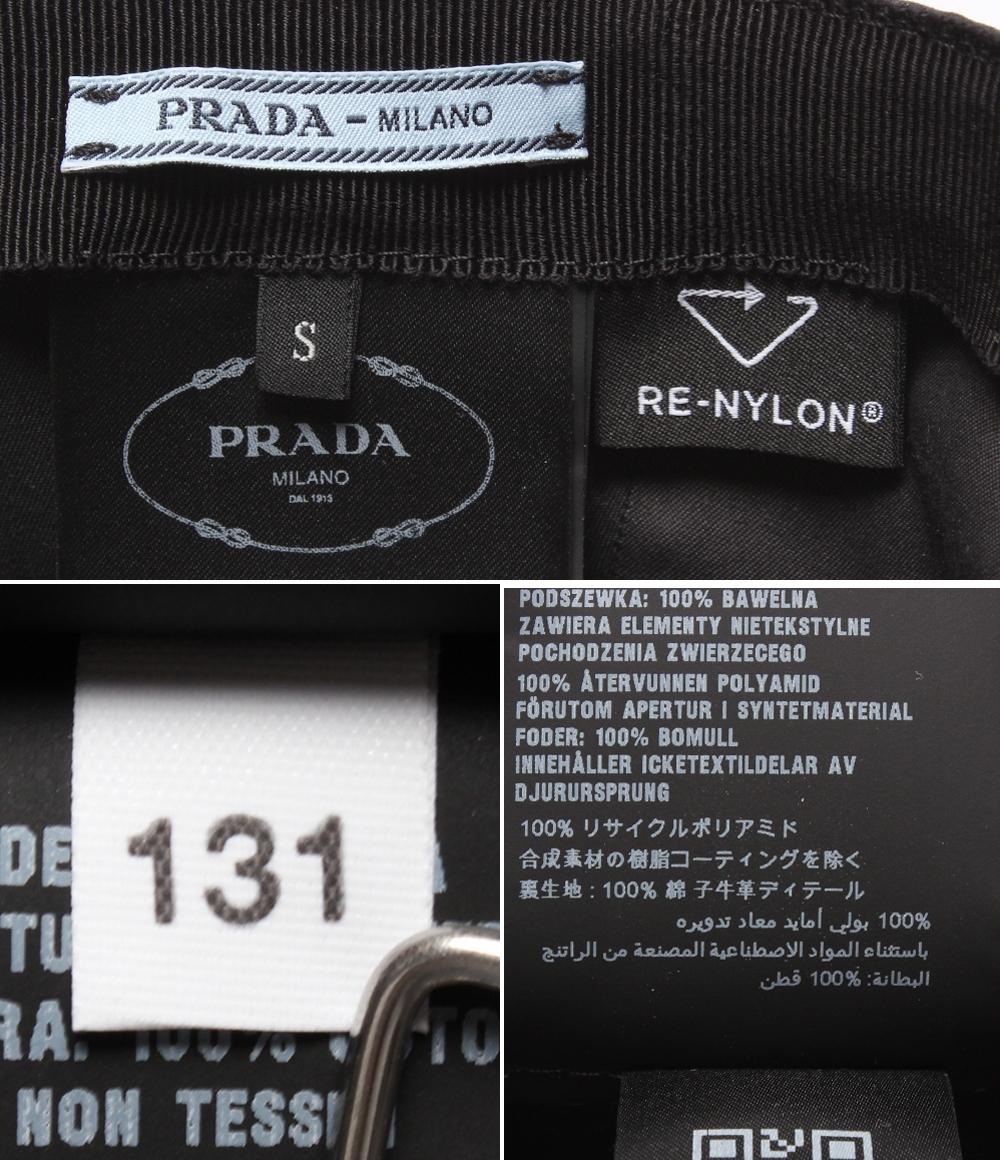 PRADA - MILANO
S
PRADA
MILANO
DAL 1913
RE-NYLON®
131
DE
TU
RA: 100%
NON TESS
PODSZEWKA: 100% BAWELNA
ZAWIERA ELEMENTY NIETEKSTYLNE
POCHODZENIA ZWIERZECEGO
100% ÅTERVUNNEN POLYAMID
FÖRUTOM APERTUR I SYNTETMATERIAL
FODER: 100% BOMULL
INNEHÅLLER ICKETEXTILDELAR AV
DJURURSPRUNG
100% リサイクルポリアミド
合成素材の樹脂コーティングを除く
裏生地 : 100% 綿 子牛革ディテール
100% بولي أمايد معاد تدويره
باستثناء المواد الاصطناعية المصنعة من الراتنج
البطانة: 100% قطن